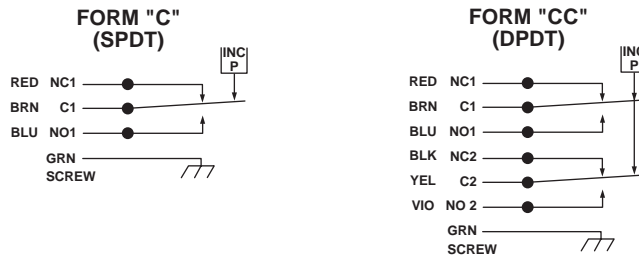 FORM "C"
(SPDT)
INC
P
RED NC1
BRN C1
BLU NO1
GRN
SCREW
FORM "CC"
(DPDT)
INC
P
RED NC1
BRN C1
BLU NO1
BLK NC2
YEL C2
VIO NO 2
GRN
SCREW